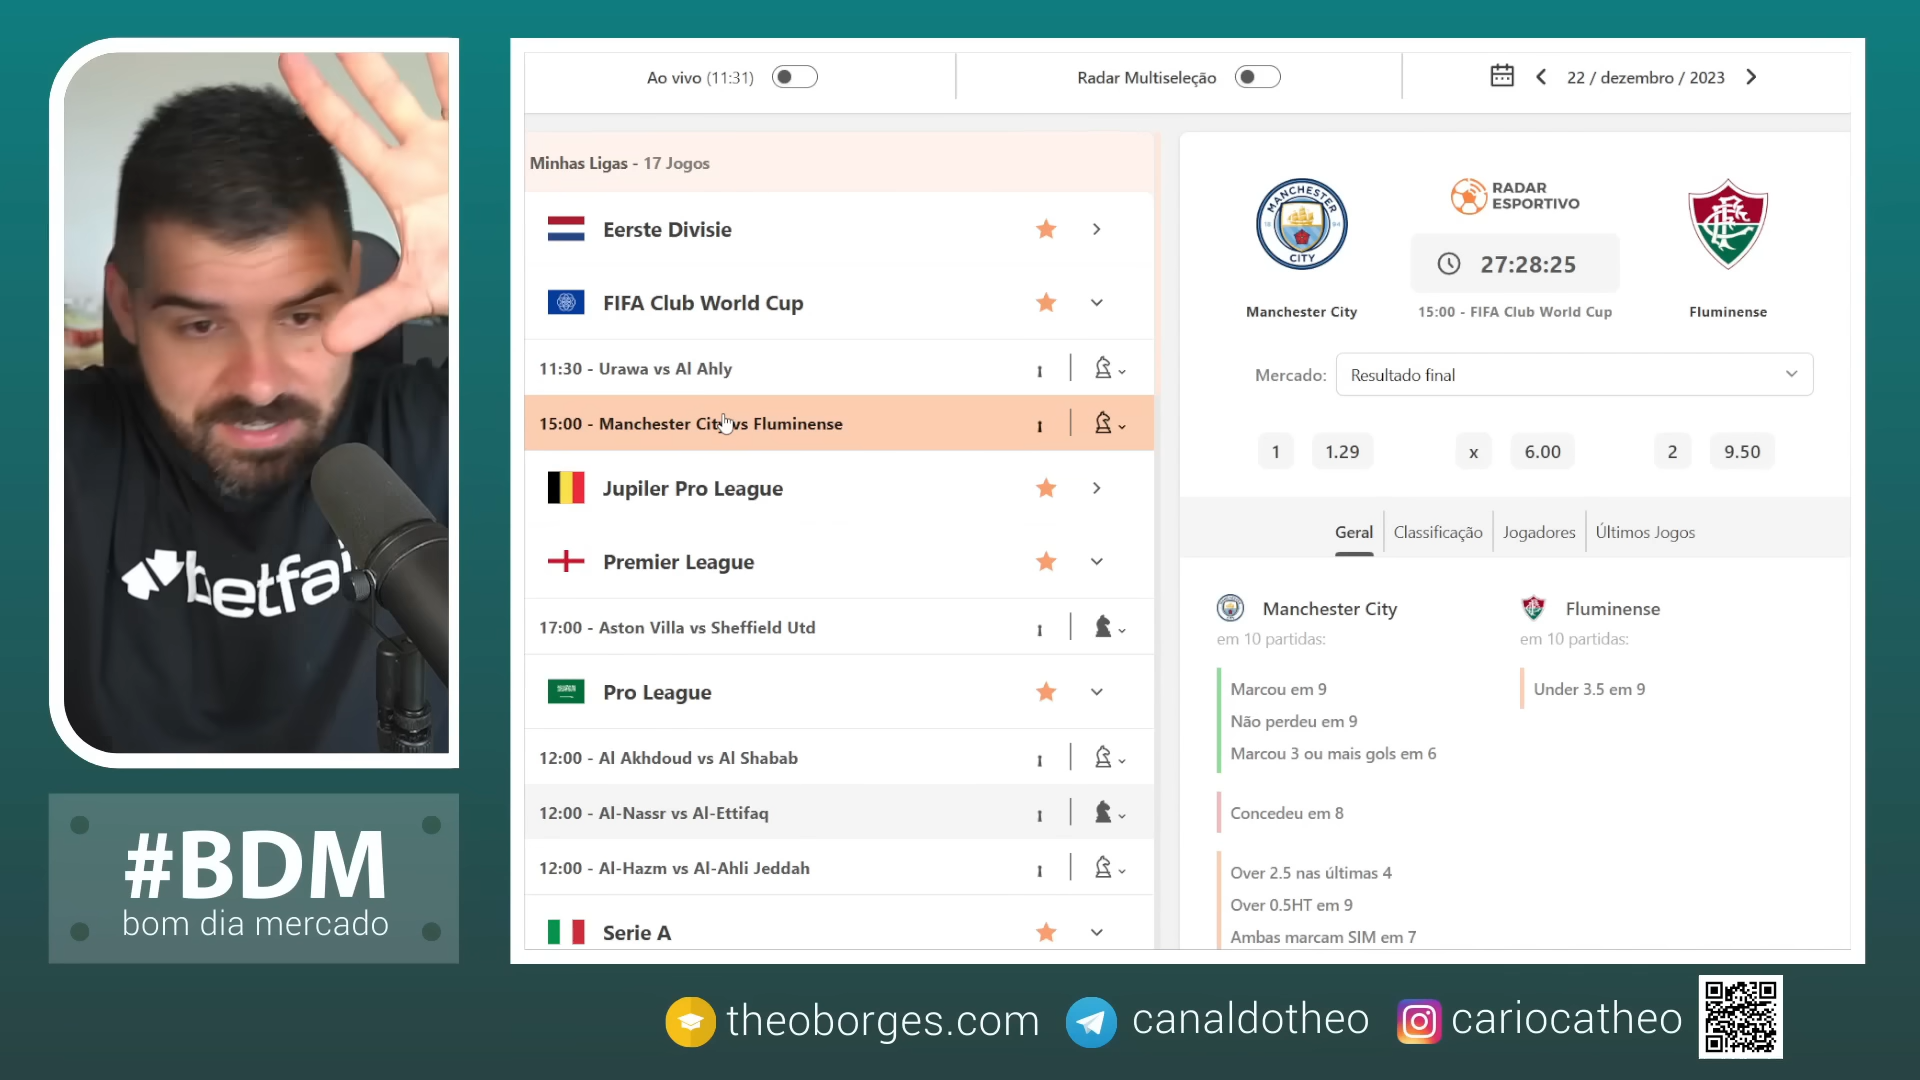 betfai
#BDM
bom dia mercado
Ao vivo (11:31)
Radar Multiseleção
22 / dezembro / 2023
Minhas Ligas - 17 Jogos
Eerste Divisie
FIFA Club World Cup
11:30 - Urawa vs Al Ahly
15:00 - Manchester City vs Fluminense
Jupiler Pro League
Premier League
17:00 - Aston Villa vs Sheffield Utd
Pro League
12:00 - Al Akhdoud vs Al Shabab
12:00 - Al-Nassr vs Al-Ettifaq
12:00 - Al-Hazm vs Al-Ahli Jeddah
Serie A
MANCHESTER
CITY
RADAR
ESPORTIVO
27:28:25
Manchester City
15:00 - FIFA Club World Cup
Fluminense
Mercado: Resultado final
1 1.29 x 6.00 2 9.50
Geral Classificação Jogadores Últimos Jogos
Manchester City
em 10 partidas:
Marcou em 9
Não perdeu em 9
Marcou 3 ou mais gols em 6
Concedeu em 8
Over 2.5 nas últimas 4
Over 0.5HT em 9
Ambas marcam SIM em 7
Fluminense
em 10 partidas:
Under 3.5 em 9
theoborges.com canaldotheo cariocatheo